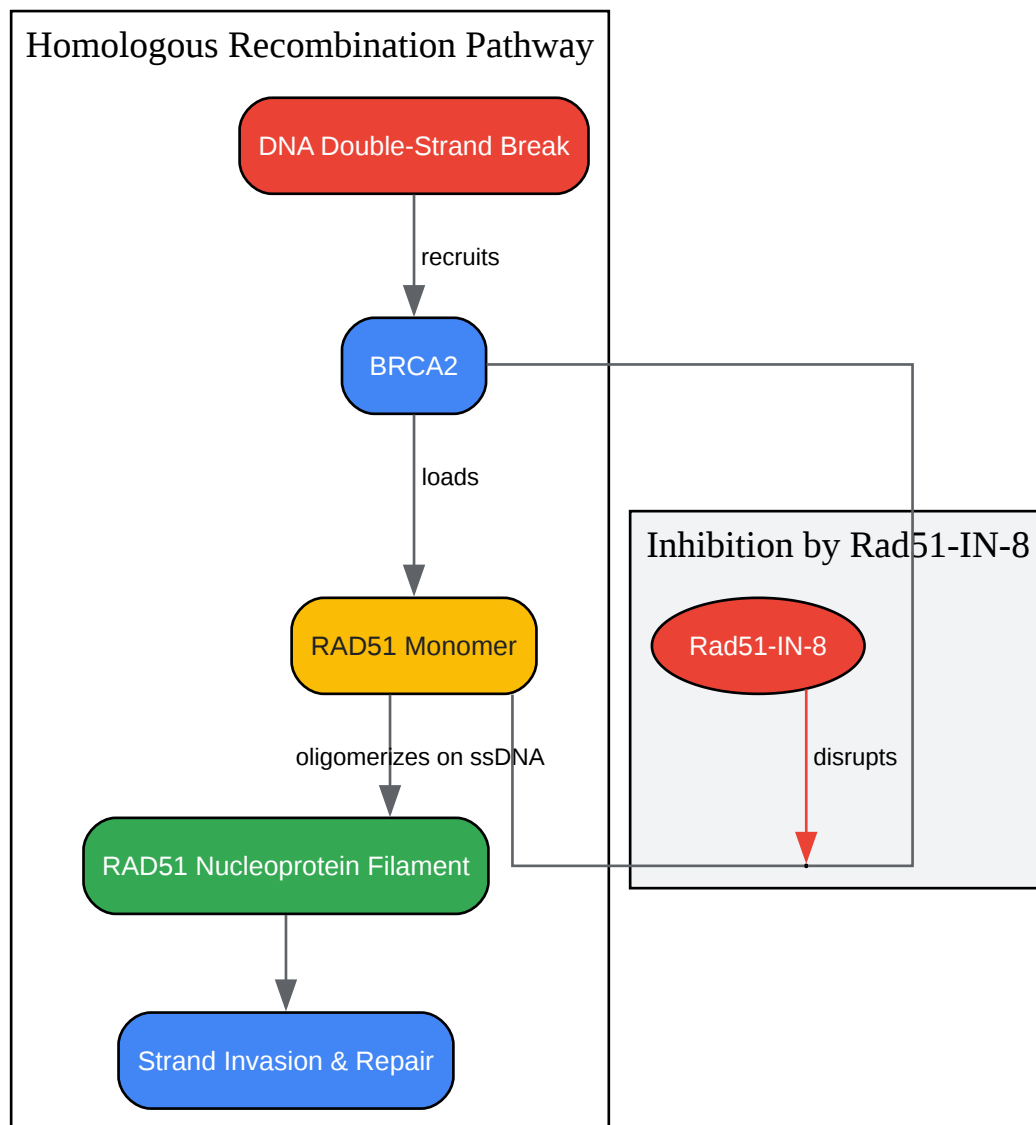 Homologous Recombination Pathway
DNA Double-Strand Break
recruits
BRCA2
loads
RAD51 Monomer
oligomerizes on ssDNA
RAD51 Nucleoprotein Filament
Strand Invasion & Repair
Inhibition by Rad51-IN-8
Rad51-IN-8
disrupts